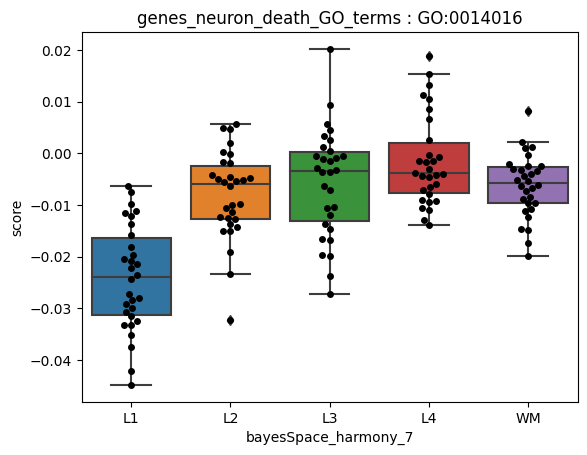 genes_neuron_death_GO_terms : GO:0014016
0.02
0.01
0.00
−0.01
−0.02
−0.03
−0.04
score
L1 L2 L3 L4 WM
bayesSpace_harmony_7